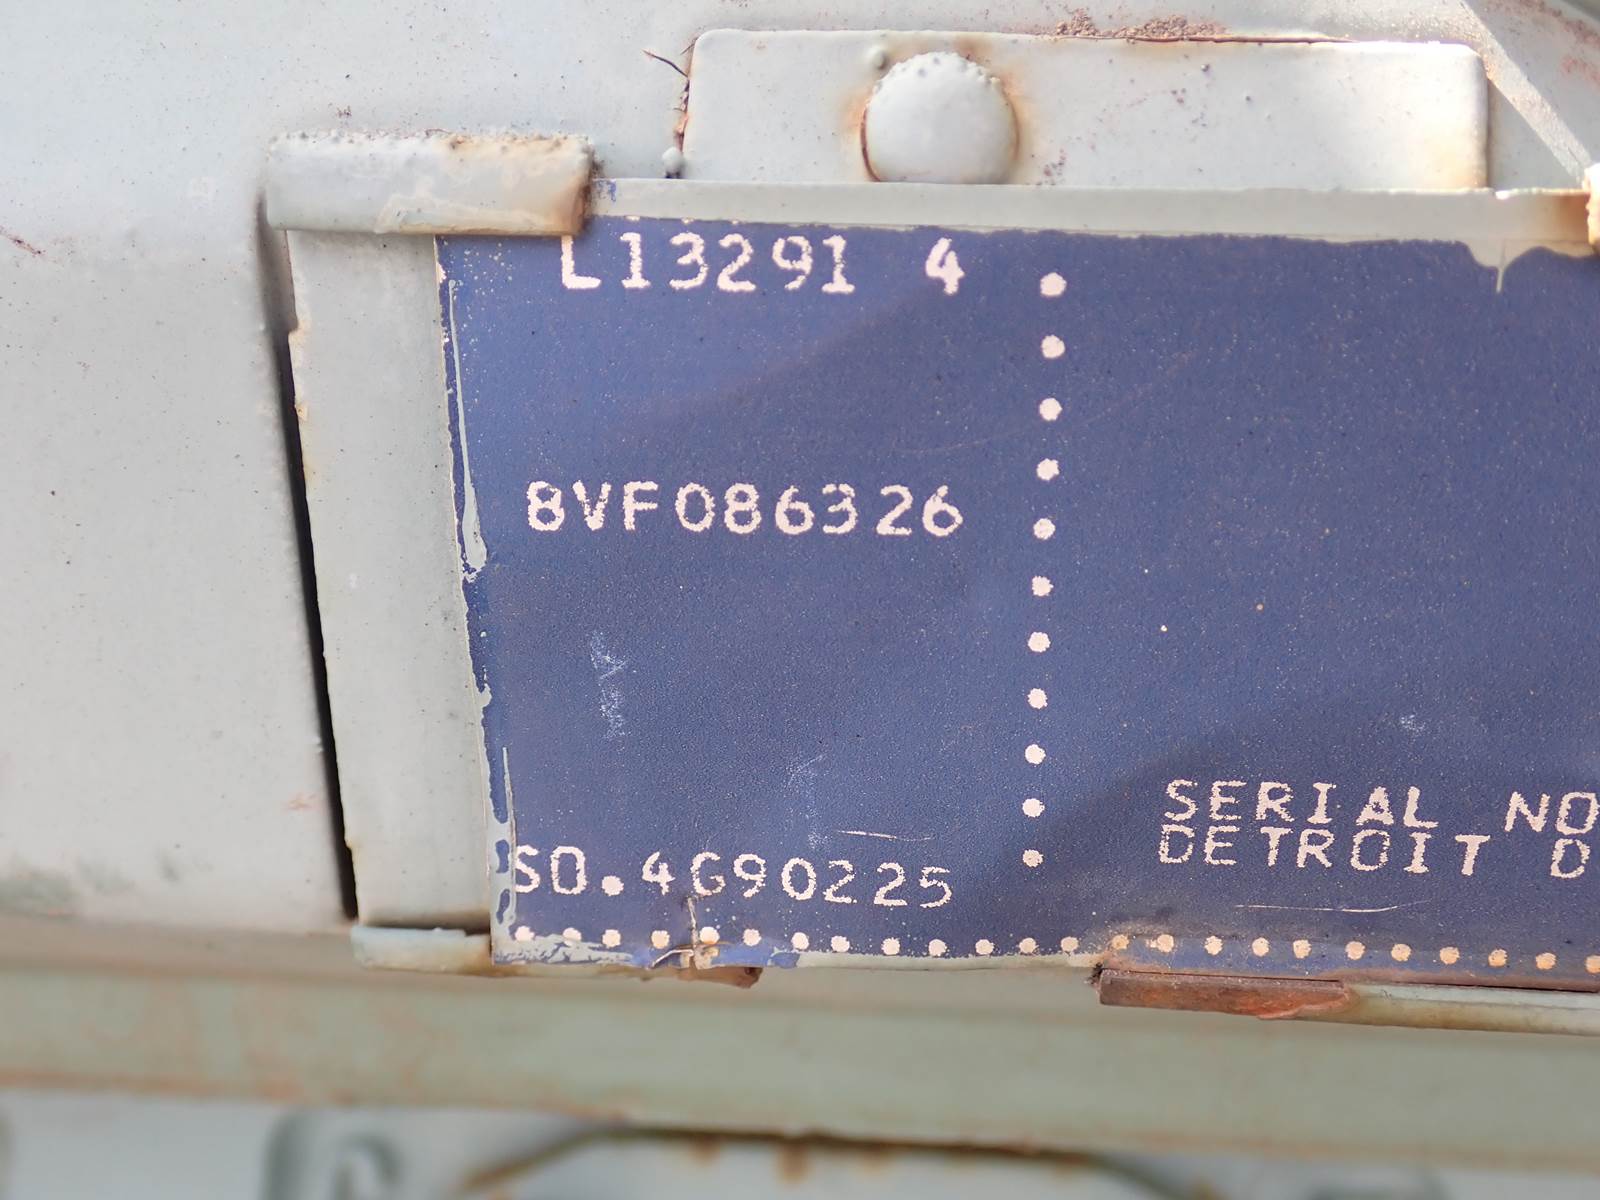 L13291 4
8VF086326
SERIAL NO
DETROIT D
SO.4G90225